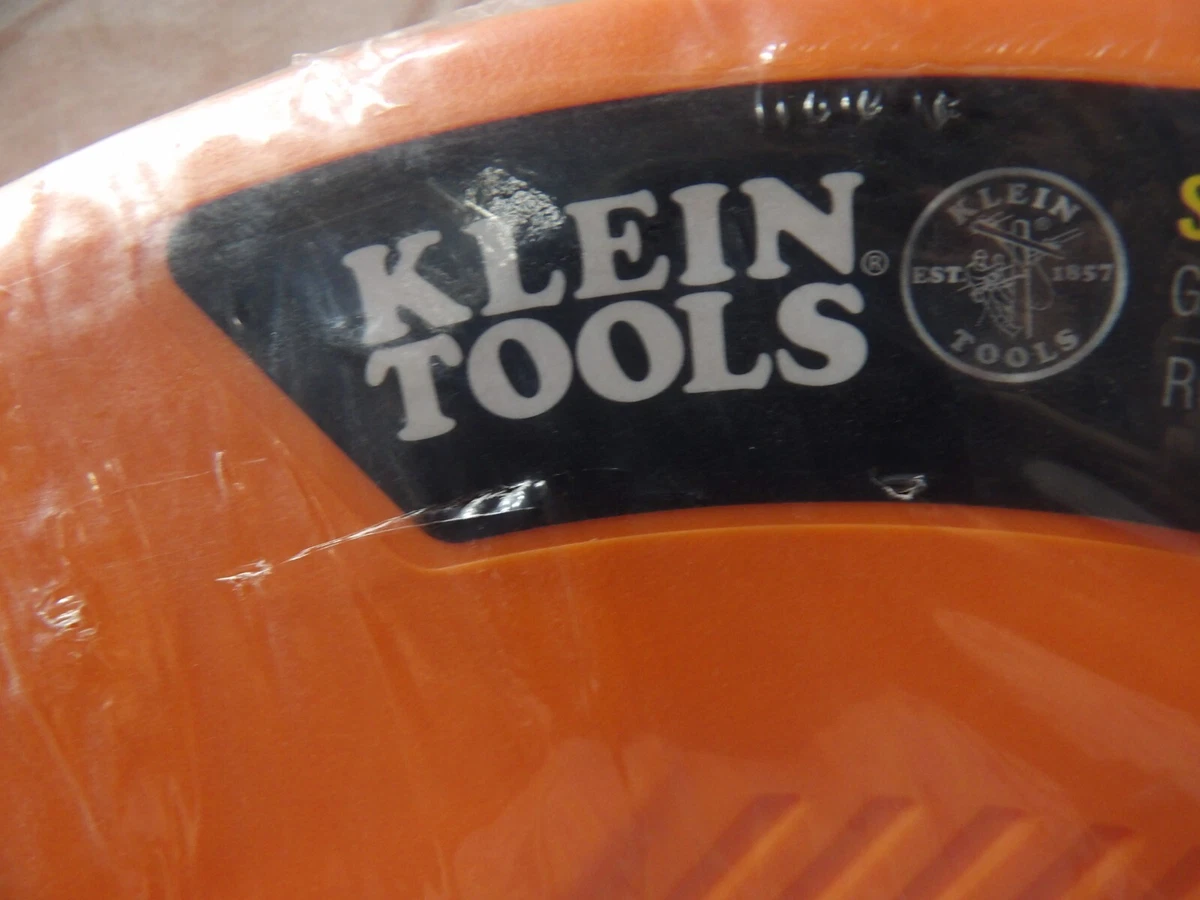 KLEIN
TOOLS®
KLEIN
EST 1857
TOOLS
S
G
R